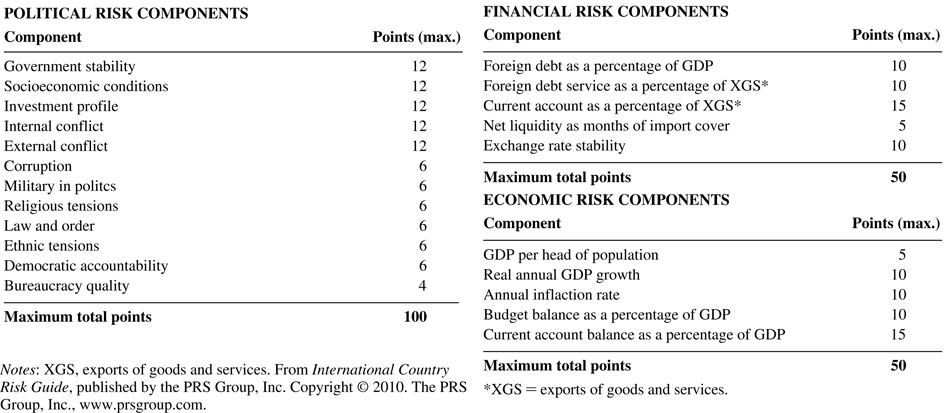 POLITICAL RISK COMPONENTS
Component Points (max.)
Government stability 12
Socioeconomic conditions 12
Investment profile 12
Internal conflict 12
External conflict 12
Corruption 6
Military in politcs 6
Religious tensions 6
Law and order 6
Ethnic tensions 6
Democratic accountability 6
Bureaucracy quality 4
Maximum total points 100
Notes: XGS, exports of goods and services. From International Country
Risk Guide, published by the PRS Group, Inc. Copyright © 2010. The PRS
Group, Inc., www.prsgroup.com.
FINANCIAL RISK COMPONENTS
Component Points (max.)
Foreign debt as a percentage of GDP 10
Foreign debt service as a percentage of XGS* 10
Current account as a percentage of XGS* 15
Net liquidity as months of import cover 5
Exchange rate stability 10
Maximum total points 50
ECONOMIC RISK COMPONENTS
Component Points (max.)
GDP per head of population 5
Real annual GDP growth 10
Annual inflaction rate 10
Budget balance as a percentage of GDP 10
Current account balance as a percentage of GDP 15
Maximum total points 50
*XGS = exports of goods and services.